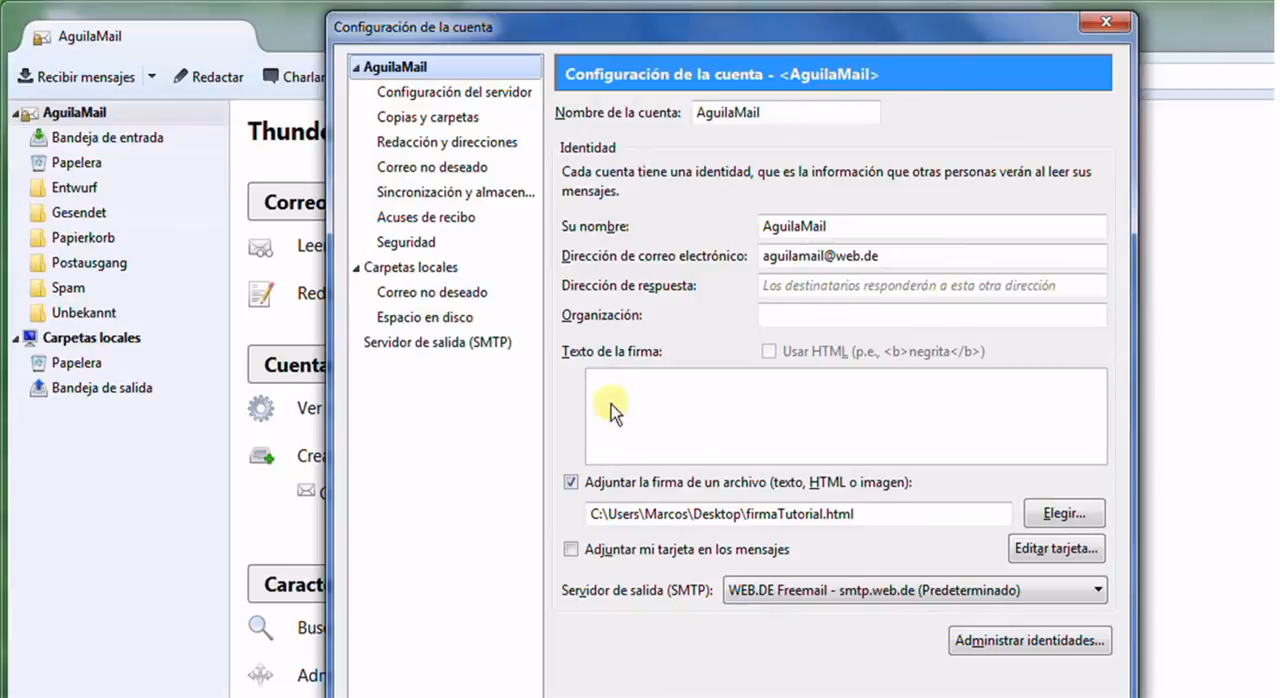 AguilaMail
Recibir mensajes
Redactar
AguilaMail
Bandeja de entrada
Papelera
Entwurf
Gesendet
Papierkorb
Postausgang
Spam
Unbekannt
Carpetas locales
Papelera
Bandeja de salida
Ver
Configuración de la cuenta
AguilaMail
Configuración del servidor
Copias y carpetas
Redacción y direcciones
Correo no deseado
Sincronización y almacen...
Acuses de recibo
Seguridad
Carpetas locales
Correo no deseado
Espacio en disco
Servidor de salida (SMTP)
Configuración de la cuenta - <AguilaMail>
Nombre de la cuenta: AguilaMail
Identidad
Cada cuenta tiene una identidad, que es la información que otras personas verán al leer sus
mensajes.
Su nombre: AguilaMail
Dirección de correo electrónico: aguilamail@web.de
Dirección de respuesta: Los destinatarios responderán a esta otra dirección
Organización:
Texto de la firma: Usar HTML (p.e., <b>negrita</b>)
Adjuntar la firma de un archivo (texto, HTML o imagen):
C:\Users\Marcos\Desktop\firmaTutorial.html Elegir...
Adjuntar mi tarjeta en los mensajes Editar tarjeta...
Servidor de salida (SMTP): WEB.DE Freemail - smtp.web.de (Predeterminado)
Administrar identidades...